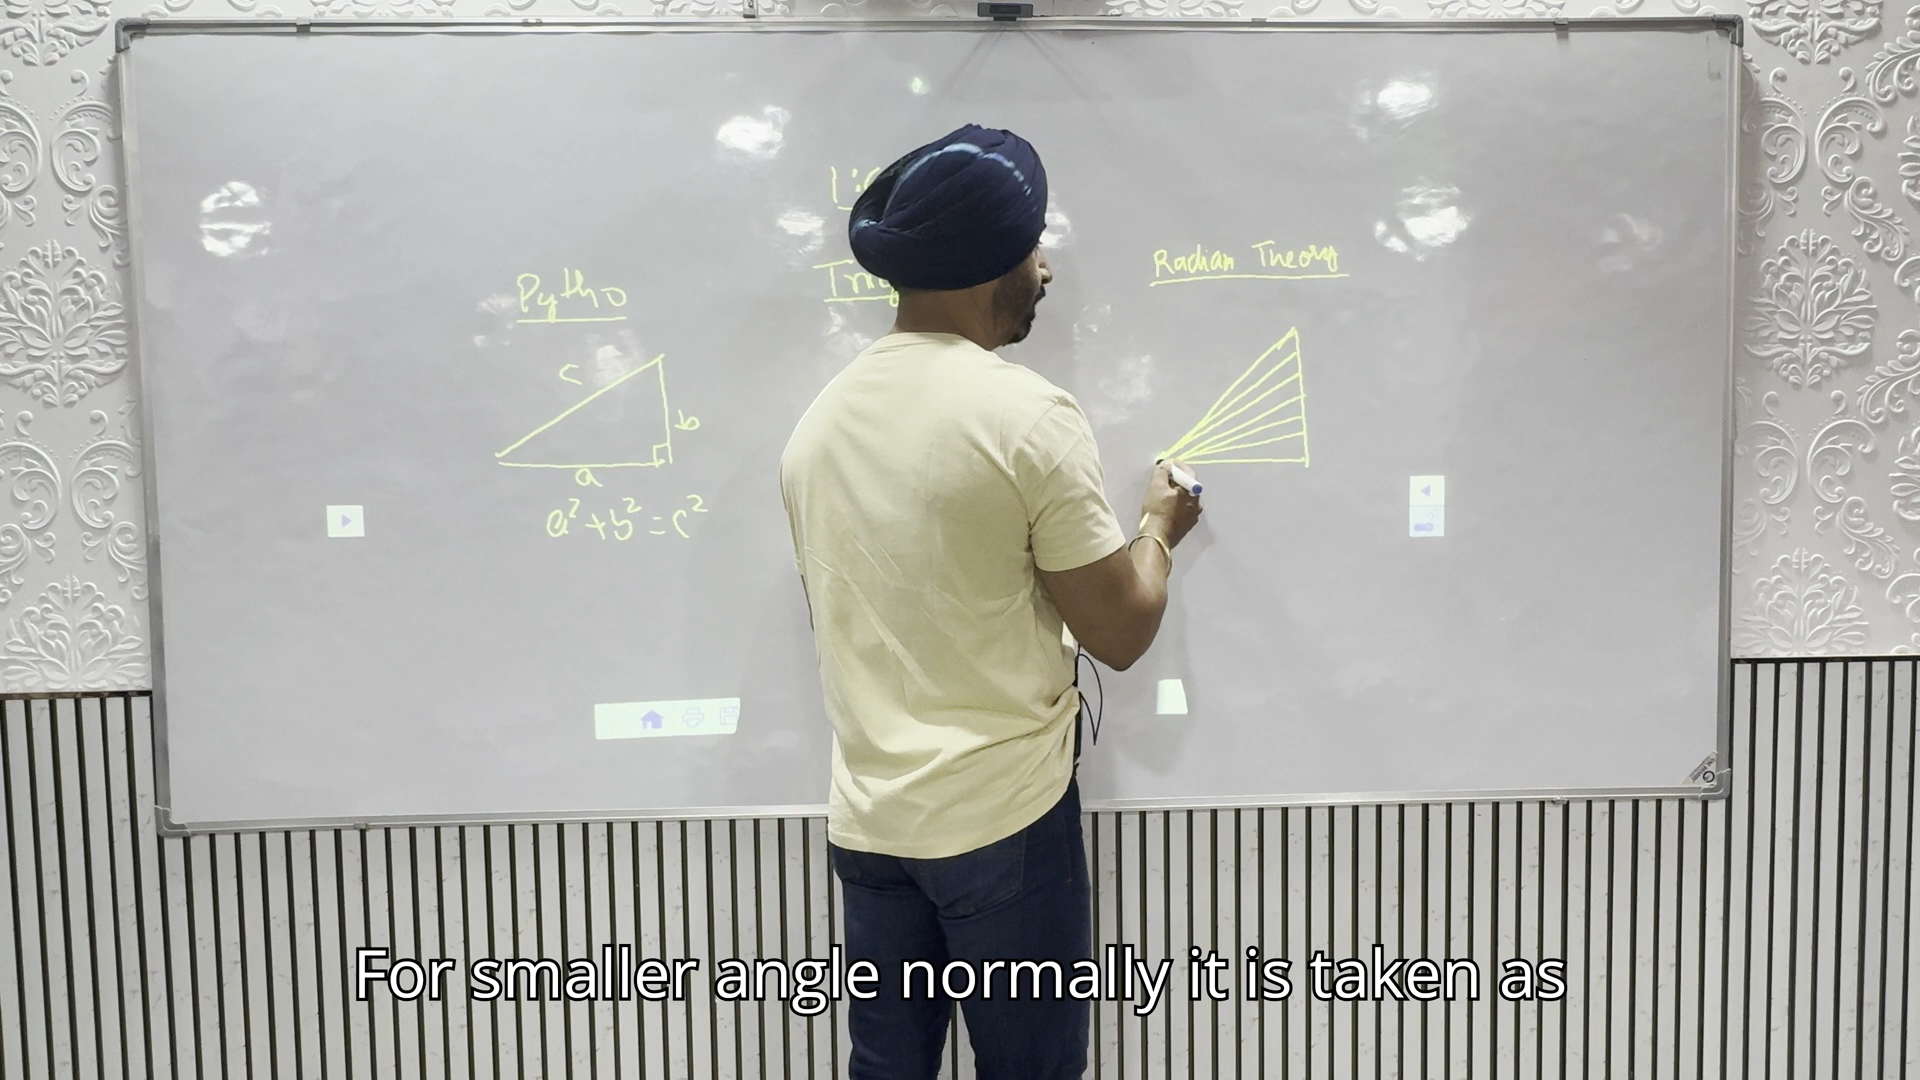 Pytho
c
b
a
a²+b²=c²
Radian Theory
For smaller angle normally it is taken as